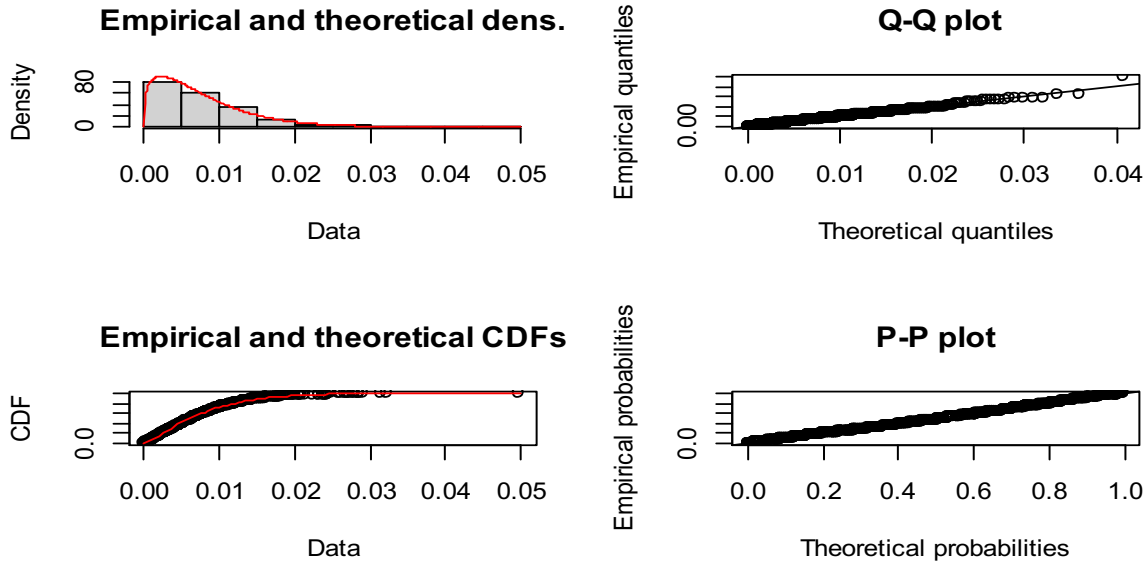 Empirical and theoretical dens.
Density
0 80
0.00 0.01 0.02 0.03 0.04 0.05
Data
Q-Q plot
Empirical quantiles
0.00
0.00 0.01 0.02 0.03 0.04
Theoretical quantiles
Empirical and theoretical CDFs
CDF
0.0
0.00 0.01 0.02 0.03 0.04 0.05
Data
P-P plot
Empirical probabilities
0.0
0.0 0.2 0.4 0.6 0.8 1.0
Theoretical probabilities